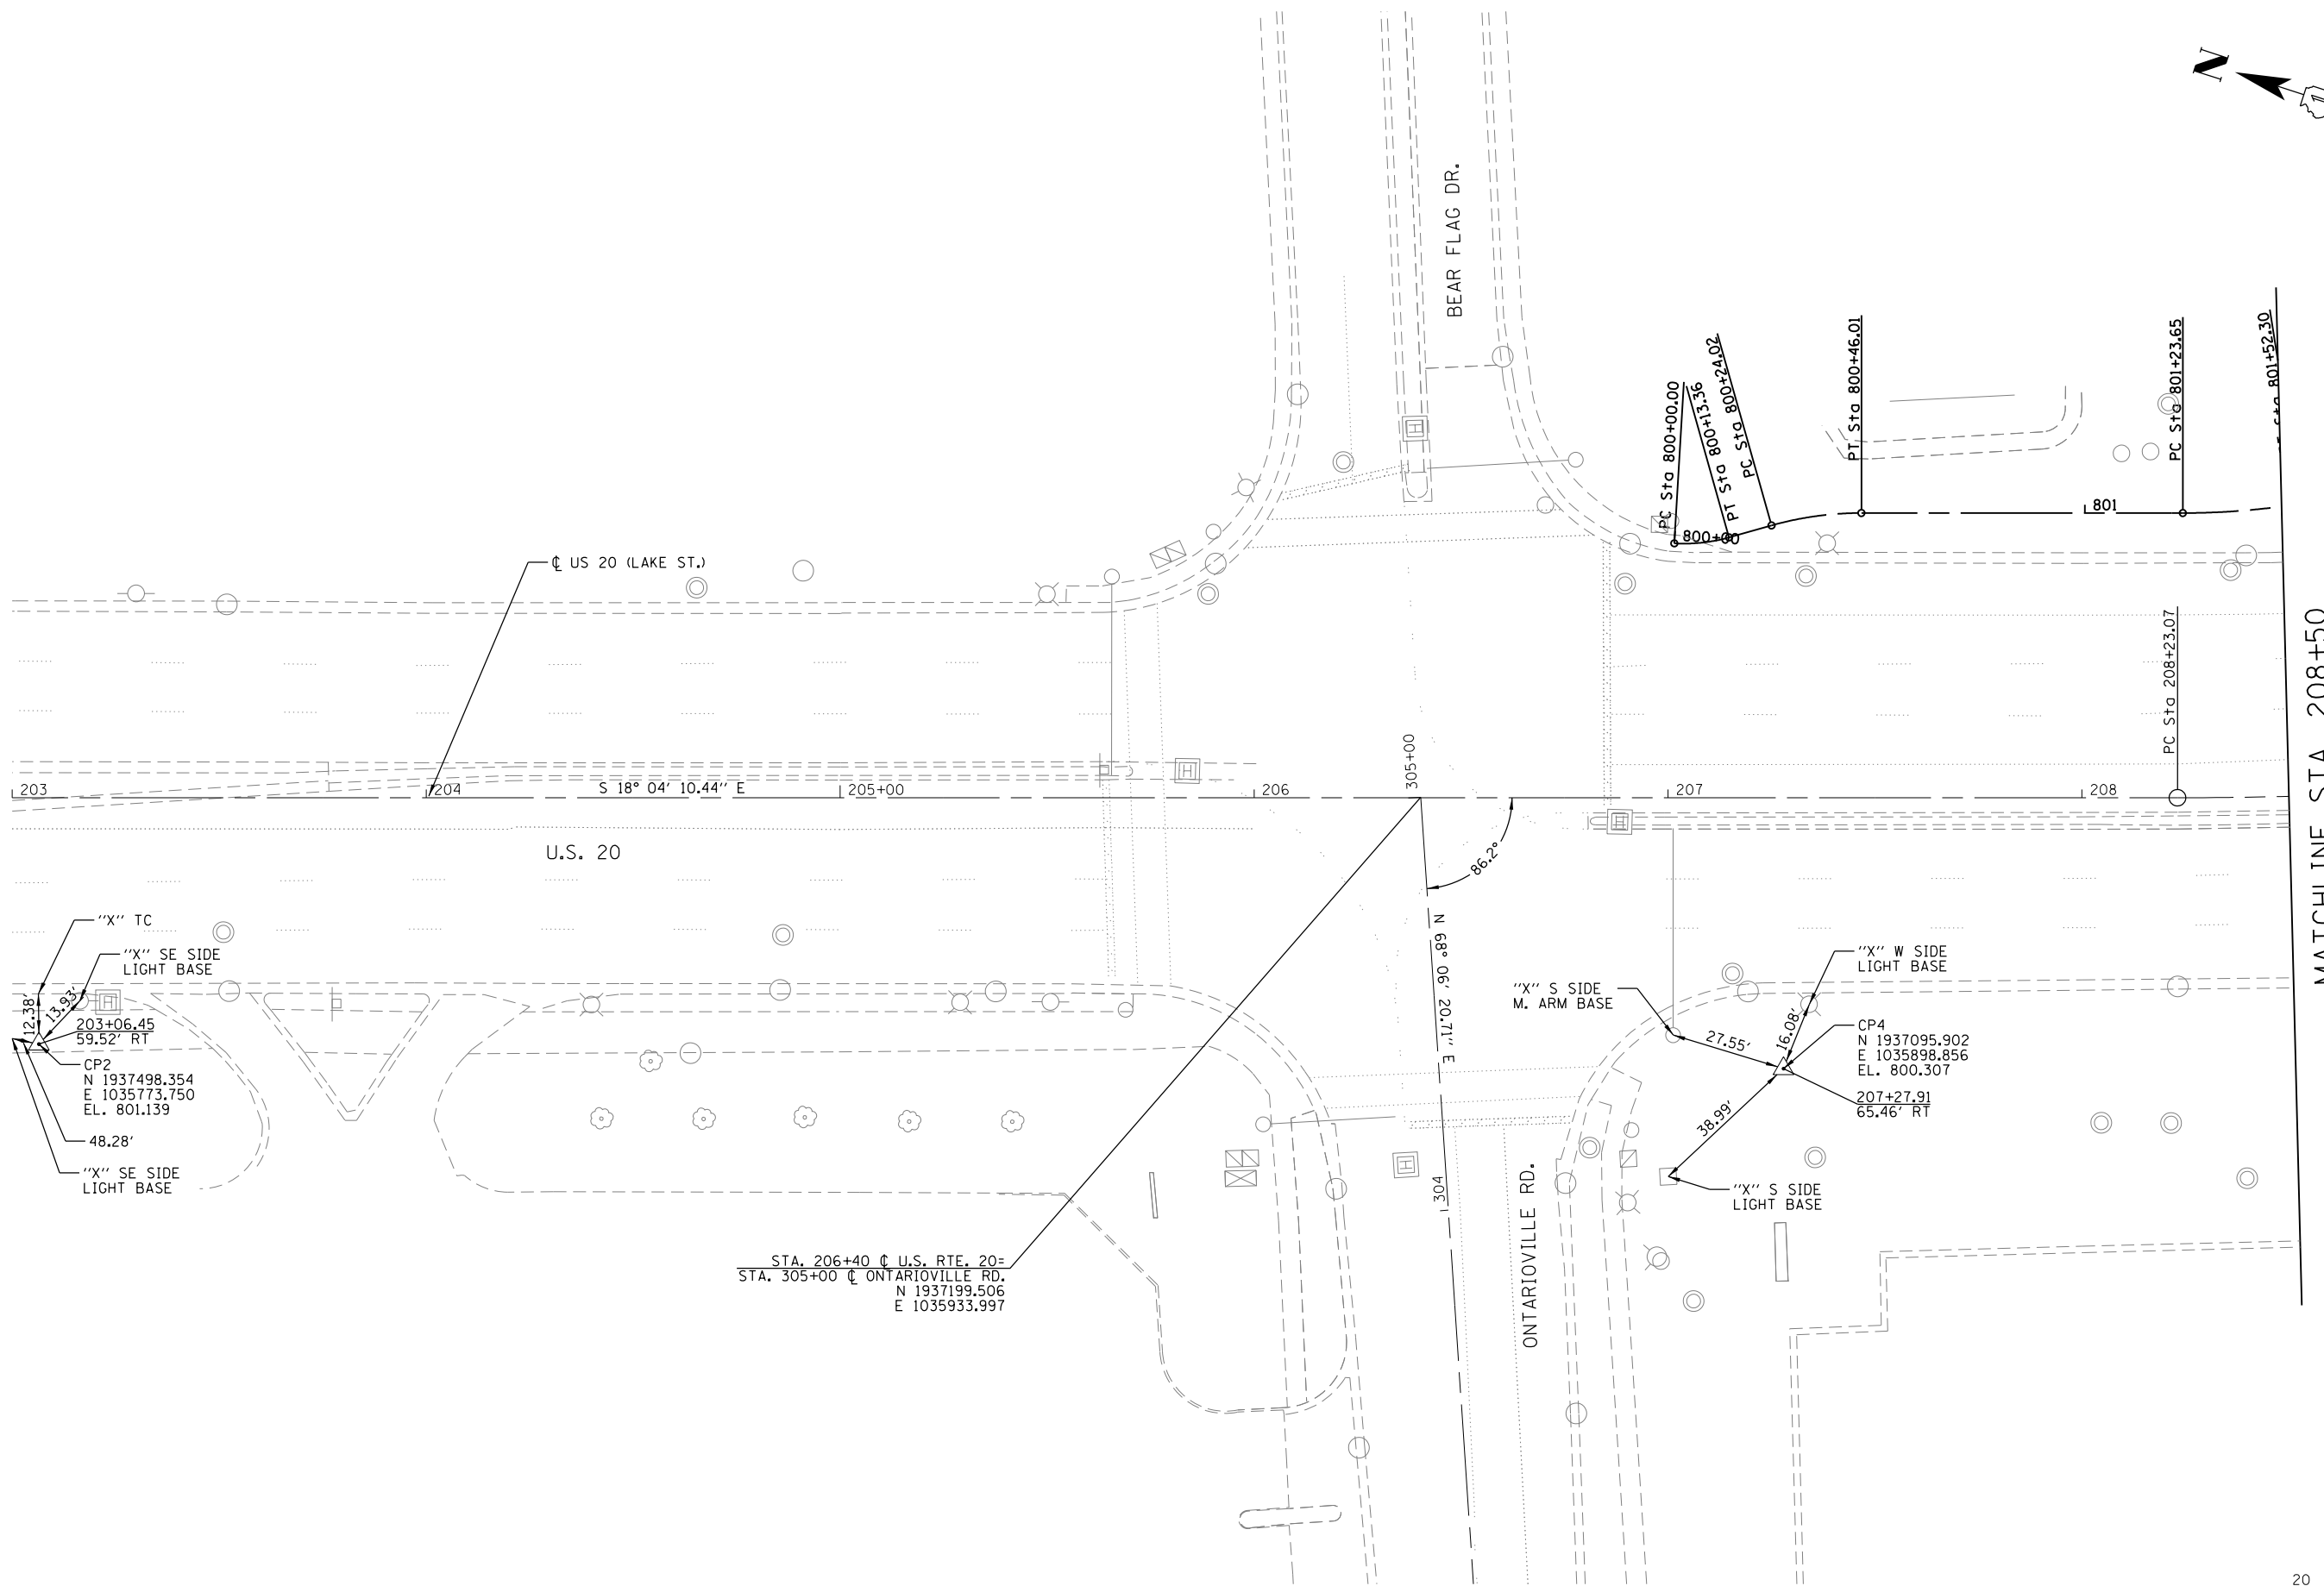 N
BEAR FLAG DR.
PC Sta 800+00.00
PT Sta 800+13.36
PC Sta 800+24.02
PT Sta 800+46.01
PC Sta 801+23.65
801+52.30
800+00
801
℄ US 20 (LAKE ST.)
PC Sta 208+23.07
MATCHLINE STA 208+50
305+00
203
204
S 18° 04' 10.44" E
205+00
206
207
208
U.S. 20
86.2°
N 68° 06' 20.71" E
"X" TC
"X" SE SIDE
LIGHT BASE
12.38'
13.93'
203+06.45
59.52' RT
CP2
N 1937498.354
E 1035773.750
EL. 801.139
48.28'
"X" SE SIDE
LIGHT BASE
"X" S SIDE
M. ARM BASE
"X" W SIDE
LIGHT BASE
27.55'
16.08'
CP4
N 1937095.902
E 1035898.856
EL. 800.307
207+27.91
65.46' RT
38.99'
"X" S SIDE
LIGHT BASE
304
ONTARIOVILLE RD.
STA. 206+40 ℄ U.S. RTE. 20=
STA. 305+00 ℄ ONTARIOVILLE RD.
N 1937199.506
E 1035933.997
20